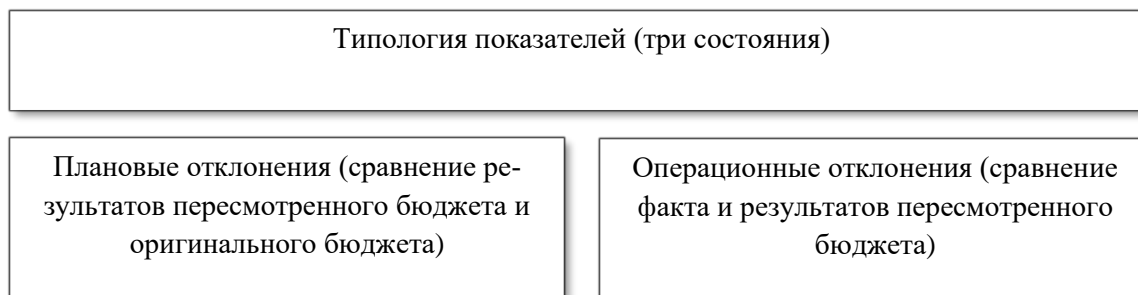 Типология показателей (три состояния)
Плановые отклонения (сравнение ре-
зультатов пересмотренного бюджета и
оригинального бюджета)
Операционные отклонения (сравнение
факта и результатов пересмотренного
бюджета)